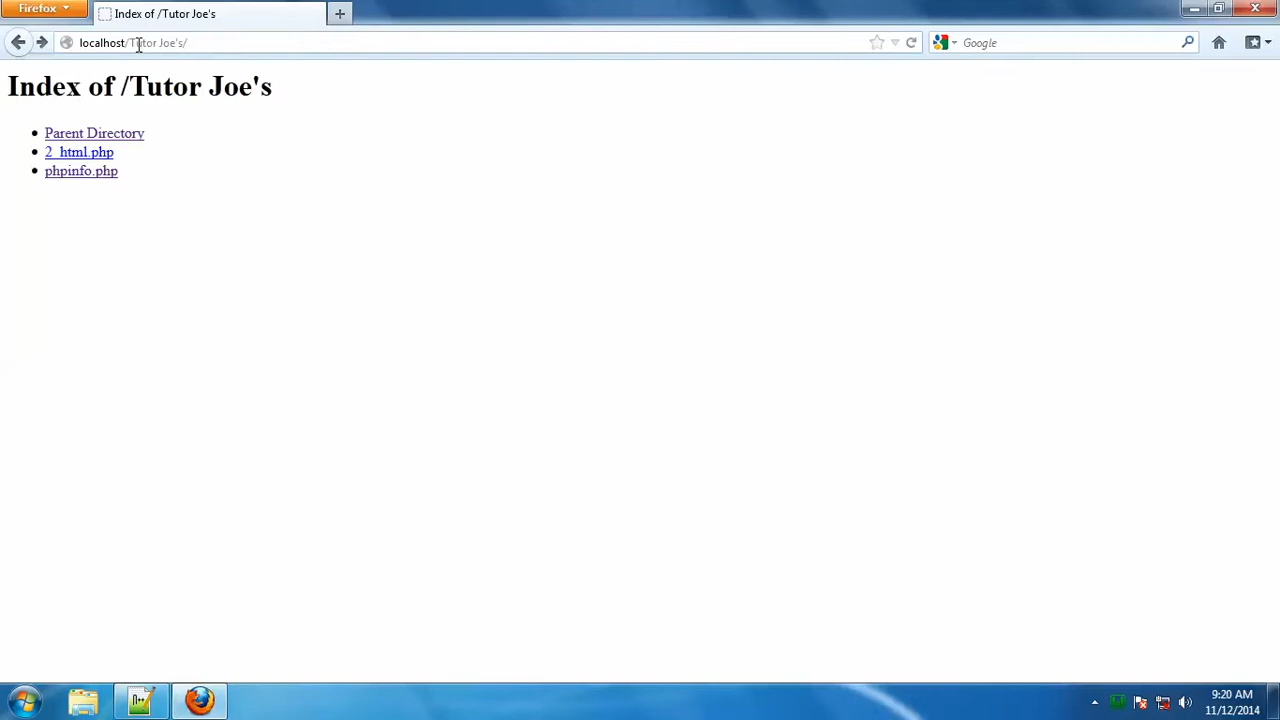 Firefox
Index of /Tutor Joe's
localhost/Tutor Joe's/
Google
Index of /Tutor Joe's
Parent Directory
2_html.php
phpinfo.php
9:20 AM
11/12/2014